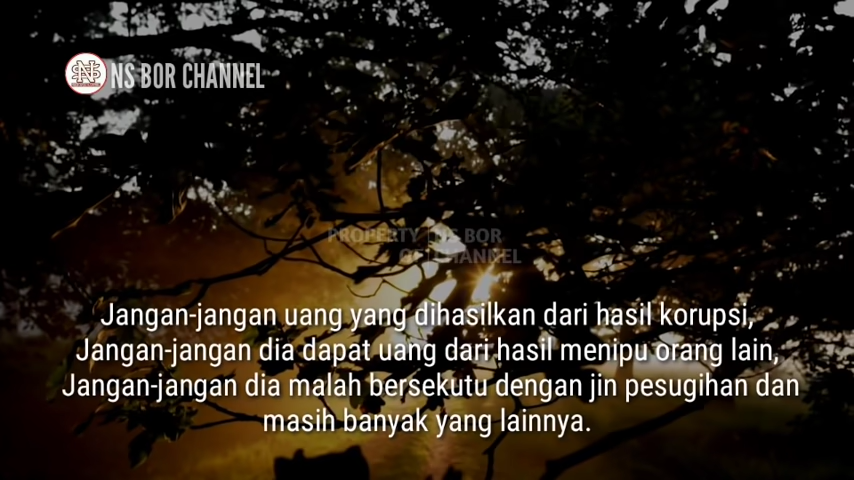 NS BOR CHANNEL
PROPERTY NS BOR
OF CHANNEL
Jangan-jangan uang yang dihasilkan dari hasil korupsi,
Jangan-jangan dia dapat uang dari hasil menipu orang lain,
Jangan-jangan dia malah bersekutu dengan jin pesugihan dan
masih banyak yang lainnya.